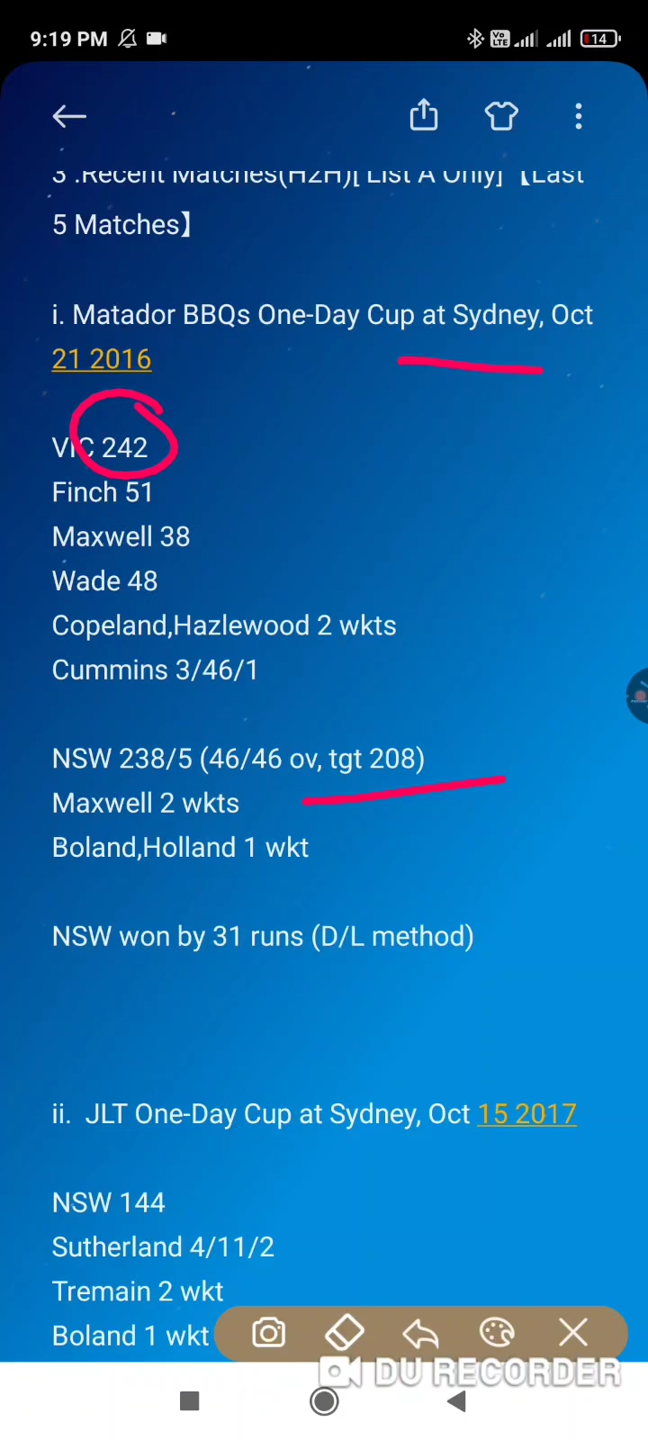 9:19 PM
Vo LTE
14
3 .Recent Matches(H2H)[ List A Only] 【Last
5 Matches】
i. Matador BBQs One-Day Cup at Sydney, Oct
21 2016
VIC 242
Finch 51
Maxwell 38
Wade 48
Copeland,Hazlewood 2 wkts
Cummins 3/46/1
NSW 238/5 (46/46 ov, tgt 208)
Maxwell 2 wkts
Boland,Holland 1 wkt
NSW won by 31 runs (D/L method)
ii.  JLT One-Day Cup at Sydney, Oct 15 2017
NSW 144
Sutherland 4/11/2
Tremain 2 wkt
Boland 1 wkt
DU RECORDER